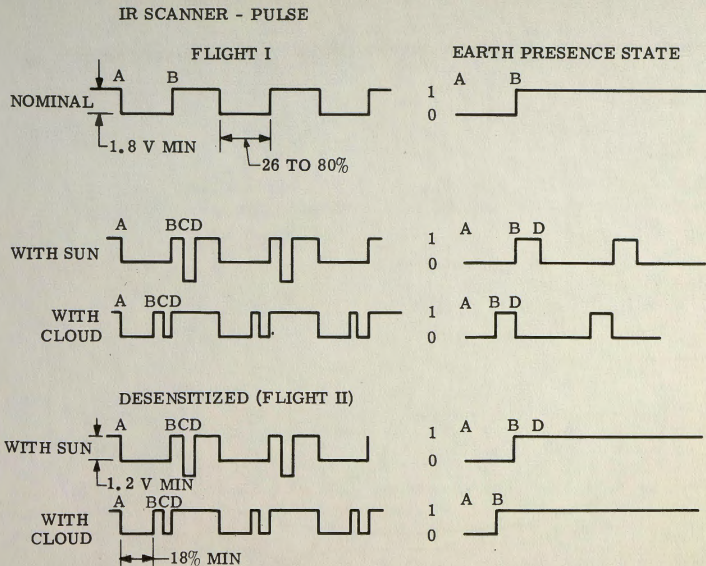 IR SCANNER - PULSE
FLIGHT I
EARTH PRESENCE STATE
A B
A B
NOMINAL
1
0
1.8 V MIN
26 TO 80%
A BCD
A B D
WITH SUN
1
0
A BCD
A B D
WITH
CLOUD
1
0
DESENSITIZED (FLIGHT II)
A BCD
A B D
WITH SUN
1
0
1.2 V MIN
A BCD
A B
WITH
CLOUD
1
0
18% MIN